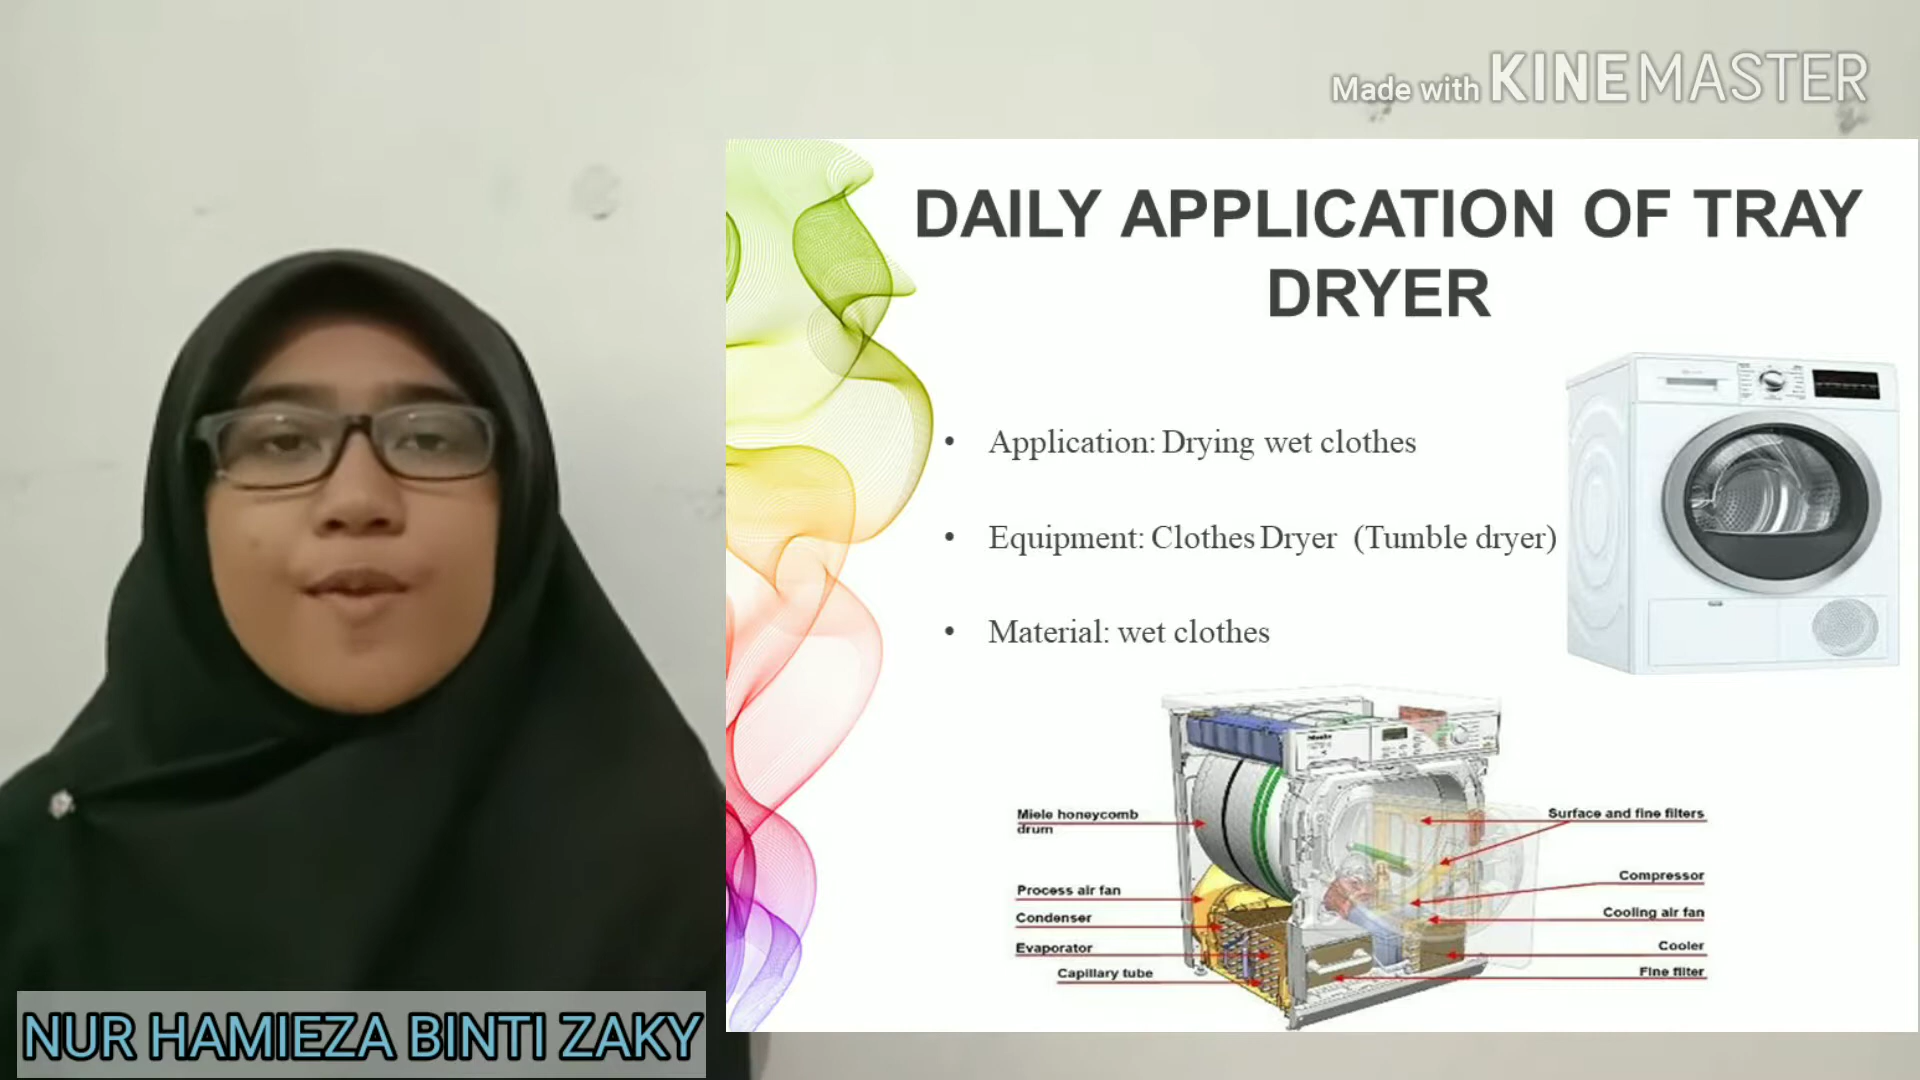 Made with KINEMASTER
DAILY APPLICATION OF TRAY
DRYER
• Application: Drying wet clothes
• Equipment: Clothes Dryer (Tumble dryer)
• Material: wet clothes
Miele honeycomb
drum
Process air fan
Condenser
Evaporator
Capillary tube
Surface and fine filters
Compressor
Cooling air fan
Cooler
Fine filter
NUR HAMIEZA BINTI ZAKY